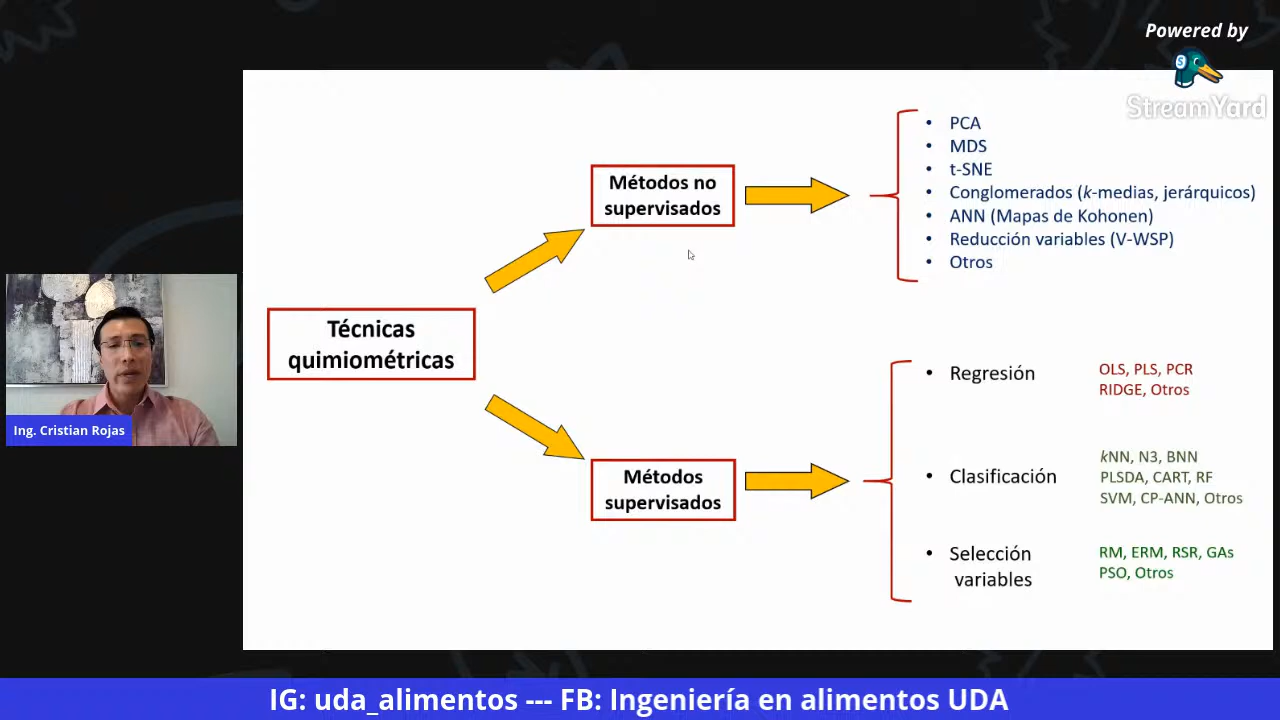 Powered by
StreamYard
Técnicas
quimiométricas
Métodos no
supervisados
• PCA
• MDS
• t-SNE
• Conglomerados (k-medias, jerárquicos)
• ANN (Mapas de Kohonen)
• Reducción variables (V-WSP)
• Otros
Métodos
supervisados
• Regresión
OLS, PLS, PCR
RIDGE, Otros
• Clasificación
kNN, N3, BNN
PLSDA, CART, RF
SVM, CP-ANN, Otros
• Selección
variables
RM, ERM, RSR, GAs
PSO, Otros
Ing. Cristian Rojas
IG: uda_alimentos --- FB: Ingeniería en alimentos UDA